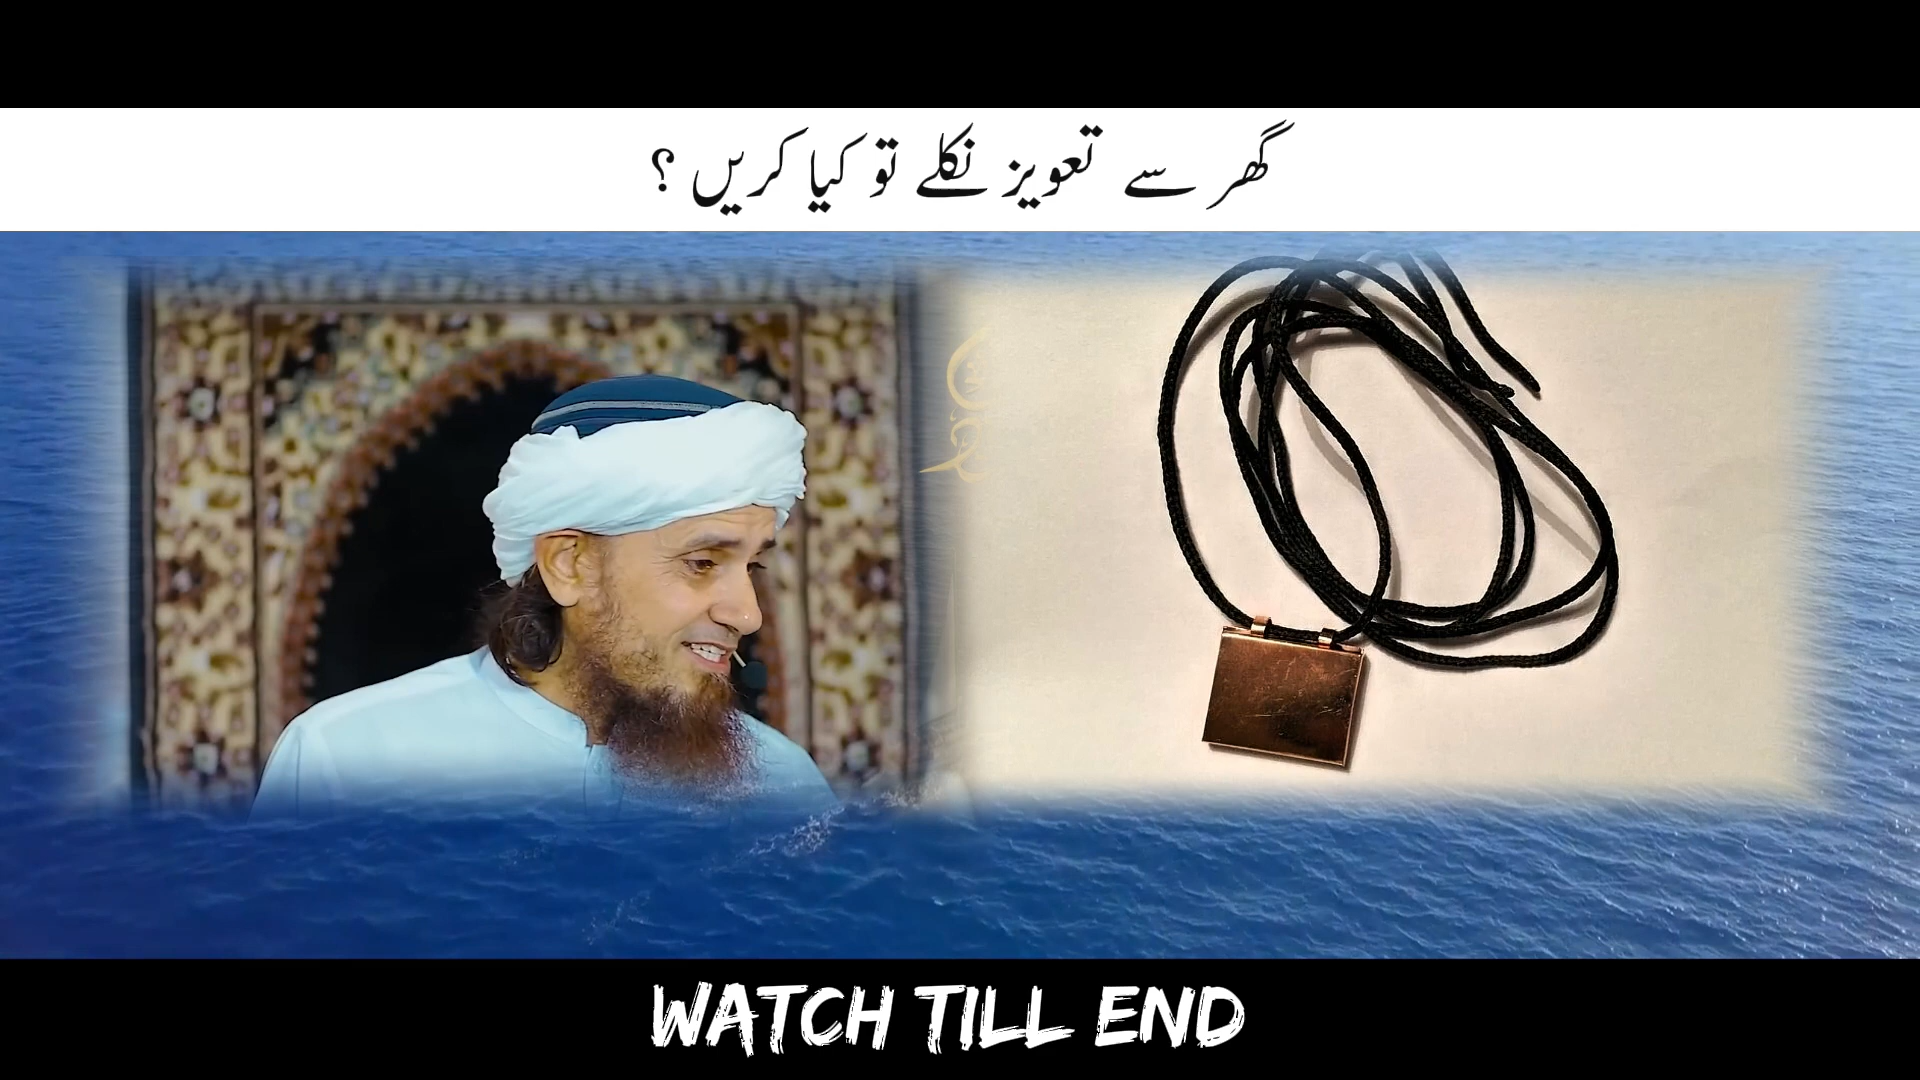 گھر سے تعویز نکلے تو کیا کریں ؟
WATCH TILL END